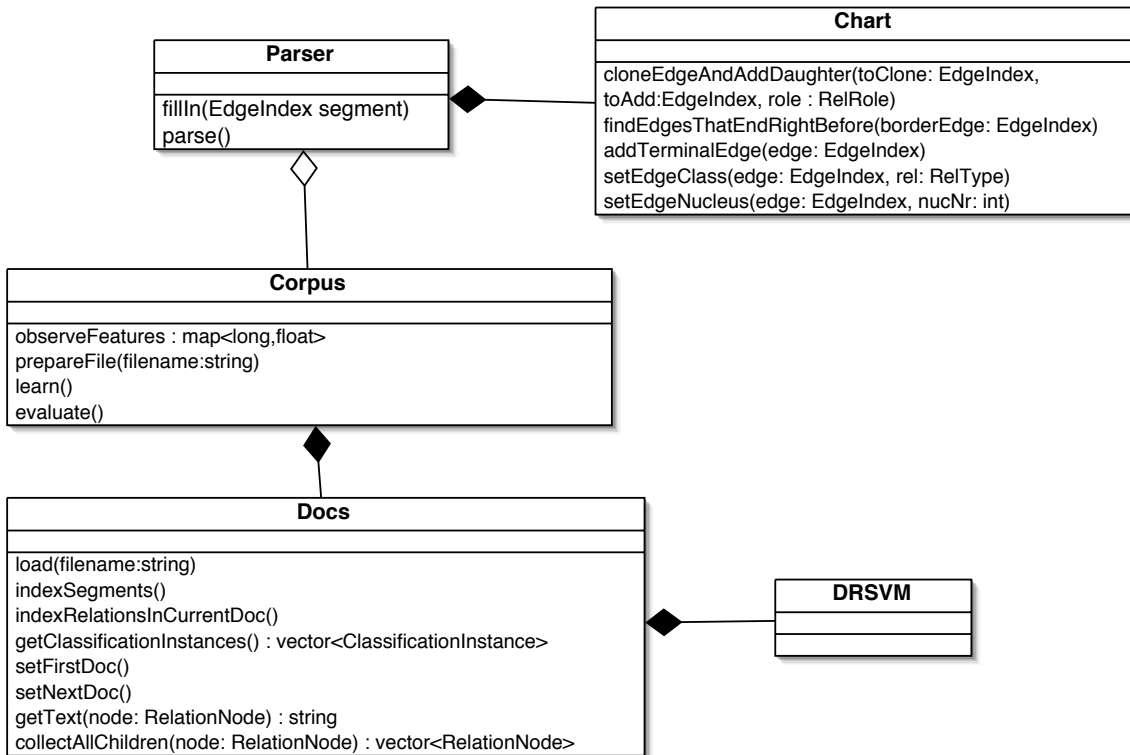 Parser
fillIn(EdgeIndex segment)
parse()
Chart
cloneEdgeAndAddDaughter(toClone: EdgeIndex,
toAdd:EdgeIndex, role : RelRole)
findEdgesThatEndRightBefore(borderEdge: EdgeIndex)
addTerminalEdge(edge: EdgeIndex)
setEdgeClass(edge: EdgeIndex, rel: RelType)
setEdgeNucleus(edge: EdgeIndex, nucNr: int)
Corpus
observeFeatures : map<long,float>
prepareFile(filename:string)
learn()
evaluate()
Docs
load(filename:string)
indexSegments()
indexRelationsInCurrentDoc()
getClassificationInstances() : vector<ClassificationInstance>
setFirstDoc()
setNextDoc()
getText(node: RelationNode) : string
collectAllChildren(node: RelationNode) : vector<RelationNode>
DRSVM